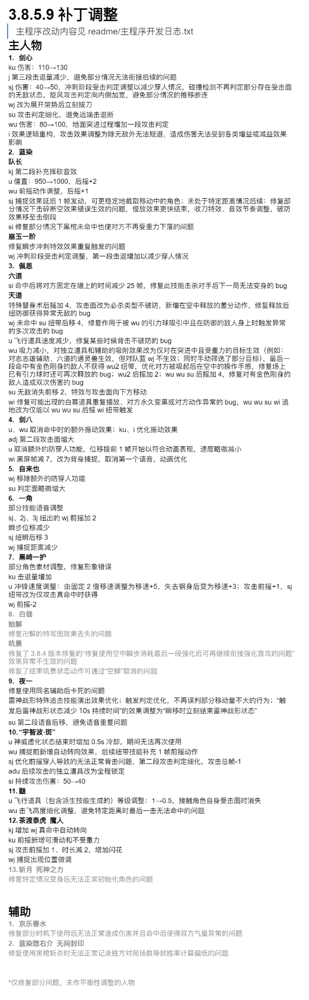 3.8.5.9 补丁调整
主程序改动内容见 readme/主程序开发日志.txt
主人物
1. 剑心
ku 伤害：110→130
j 第三段击退量减少，避免部分情况无法衔接后续的问题
sj 伤害：40→50，冲刺阶段受击判定调整以减少穿人情况，碰撞检测不再判定部分存在受击面
的无敌状态，旋风攻击判定向内侧加宽，避免部分情况的推移断连
wj 改为展开架势后立刻拔刀
su 攻击判定细化，避免远端击退断
wu 伤害：80→100，地面突进过程增加一段攻击判定
i 效果逻辑重构，攻击效果调整为除无敌外无法规避，造成伤害无法受到各类增益或减益效果
影响
2. 蓝染
队长
kj 第二段补充挥砍音效
u 僵直：950→1000，后摇+2
wu 前摇动作调整，后摇+1
sj 捕捉效果延后 1 帧发动，可更稳定地截取移动中的角色；未处于特定距离情况后续：修复部
分情况下击碎断空效果错误生效的问题，慢放效果更快结束，收刀特效、音效节奏调整，破防
效果移至击倒段
si 修复部分情况下黑棺未命中也使对方不再受重力下落的问题
崩玉一阶
修复瞬步冲刺特效效果重复触发的问题
wj 冲刺阶段受击判定调整，第一段击退增加以减少穿人情况
3. 佩恩
六道
si 命中后将对方固定在墙上的时间减少 25 帧，修复此技能击杀对手后下一局无法变身的 bug
天道
特殊替身术后摇加 4，攻击面改为必杀类型不破防，新增在空中释放的差分动作，修复释放后
纽防御获得异常无敌的 bug
wj 未命中 su 纽带后移 4，修复作用于被 wu 的引力球吸引中且在防御的敌人身上时触发异常
的多次攻击的 bug
u 飞行道具速度减少，修复某些时候背击不破防的 bug
wu 吸力减小，对独立道具和辅助的吸附效果改为仅对在突进中且受重力的目标生效（例如：
对志志雄辅助、六道的通灵兽生效，但对队蓝 wj 不生效；同时手动筛选了部分目标），最后一
段命中有金色刚身的敌人不获得 wu2 纽带，优化对方被吸起后在空中的操作手感，修复场上
已有引力球时还可再次释放的 bug；wu2 后摇加 2；wu wu su 后摇加 4，修复对有金色刚身的
敌人造成双次伤害的 bug
su 无敌消失前移 2，特效与攻击面向下方移动
wi 修复可能出现的白幕道具重复播放、对方永久变黑或对方动作异常的 bug，wu wu su wi 追
地改为仅能以 wu wu su 后摇 wi 纽带触发
4. 剑八
u、wu 取消命中时的额外振动效果；ku、i 优化振动效果
adj 第二段攻击面增大
u 取消额外的防穿人功能，位移提前 1 帧开始以符合动画表现，速度略微减小
wi 黑屏帧减 7，改为背身捕捉，取消第一个语音，动画优化
5. 自来也
wj 移除额外的防穿人功能
su 判定面略微增大
6. 一角
部分技能语音调整
sj、2j、3j 纽出的 wj 前摇加 2
瞬步位移减少
sj 纽瞬后移 3
wj 捕捉距离减少
7. 黑崎一护
部分角色素材调整，修复形象错误
ku 击退量增加
u 冲锋速度调整：由固定 2 倍移速调整为移速+5，失去钢身后变为移速+3；攻击前摇+1，sj
纽带改为仅攻击真命中时获得
wj 前摇-2
8. 白哉
始解
修复卍解的特写图效果丢失的问题
吭景
修复了 3.8.4 版本修复的“修复使用空中瞬步消耗最后一段强化后可再继续衔接强化普攻的问题”
效果异常不生效的问题
修复了结束吭景状态动作可通过“空蝉”取消的问题
9. 夜一
修复使用同名辅助后卡死的问题
雷神战形特殊追击技能演出效果优化；触发判定优化，不再误判部分移动量不大的行为；“触
发后雷神战形状态减少 10s 持续时间”的效果调整为“瞬移时立刻结束雷神战形状态”
su 第二段语音后移，避免语音重复问题
10. “宇智波·斑”
u 神威虚化状态结束时增加 0.5s 冷却，期间无法再次使用
wu 捕捉前新增自动转向效果，后续纽带技能补充 1 帧前摇动作
sj 优化前摇穿人导致的无法正常背击问题，第二段攻击判定细化，攻击总帧-1
adu 后续攻击的独立道具改为全程锁定
si 持续攻击伤害：50→40
11. 鼬
u 飞行道具（包含派生技能生成的）等级调整：1→0.5，接触角色自身受击面时消失
wu 击飞高度细化调整，避免特定距离时最后一击无法命中的问题
12. 茶渡泰虎 魔人
kj 增加 wj 真命中自动转向
ku 前摇新增可滑动和不受重力
sj 攻击前摇加 1、时长减 2，增加闪花
wj 捕捉出现位置微调
13. 斩月 死神之力
修复特定情况变身后无法正常初始化角色的问题
辅助
1. 京乐春水
修复部分时机下使用后无法正常造成伤害并且命中后使得双方气量异常的问题
2. 蓝染惣右介 无间封印
修复使用黑棺斩杀时无法正常记录胜方对局场数导致胜率计算偏低的问题
*仅修复部分问题，未作平衡性调整的人物